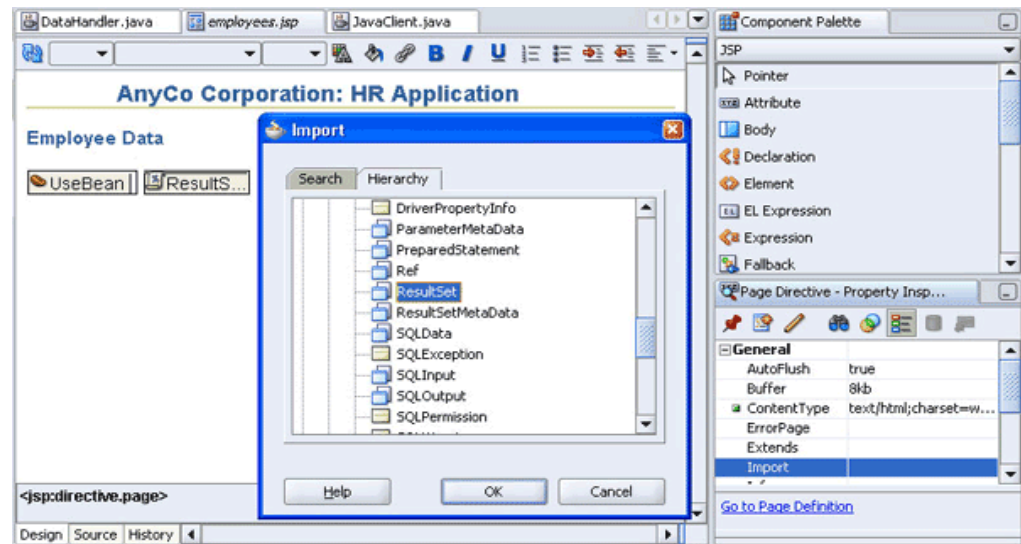 DataHandler.java employees.jsp JavaClient.java
B I U
AnyCo Corporation: HR Application
Employee Data
UseBean ResultS...
Import
Search Hierarchy
DriverPropertyInfo
ParameterMetaData
PreparedStatement
Ref
ResultSet
ResultSetMetaData
SQLData
SQLException
SQLInput
SQLOutput
SQLPermission
Help OK Cancel
<jsp:directive.page>
Design Source History
Component Palette
JSP
Pointer
Attribute
Body
Declaration
Element
EL Expression
Expression
Fallback
Page Directive - Property Insp...
General
AutoFlush true
Buffer 8kb
ContentType text/html;charset=w...
ErrorPage
Extends
Import
Go to Page Definition